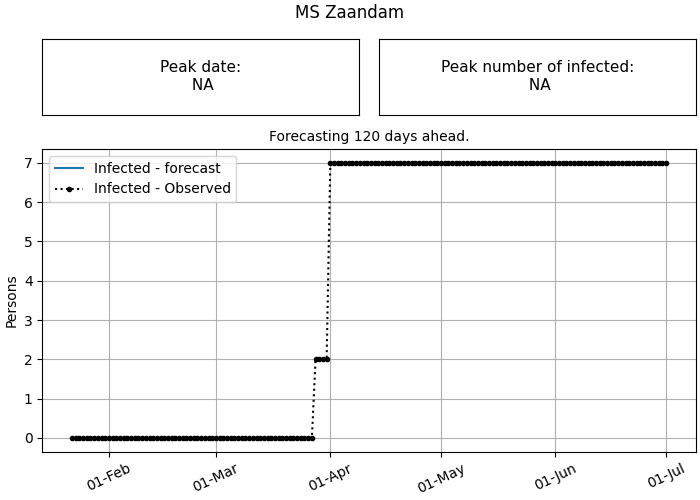 MS Zaandam
Peak date:
NA
Peak number of infected:
NA
Forecasting 120 days ahead.
Infected - forecast
Infected - Observed
Persons
7
6
5
4
3
2
1
0
01-Feb
01-Mar
01-Apr
01-May
01-Jun
01-Jul